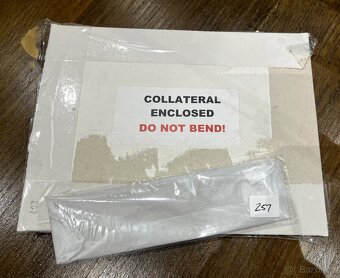 COLLATERAL
ENCLOSED
DO NOT BEND!
257